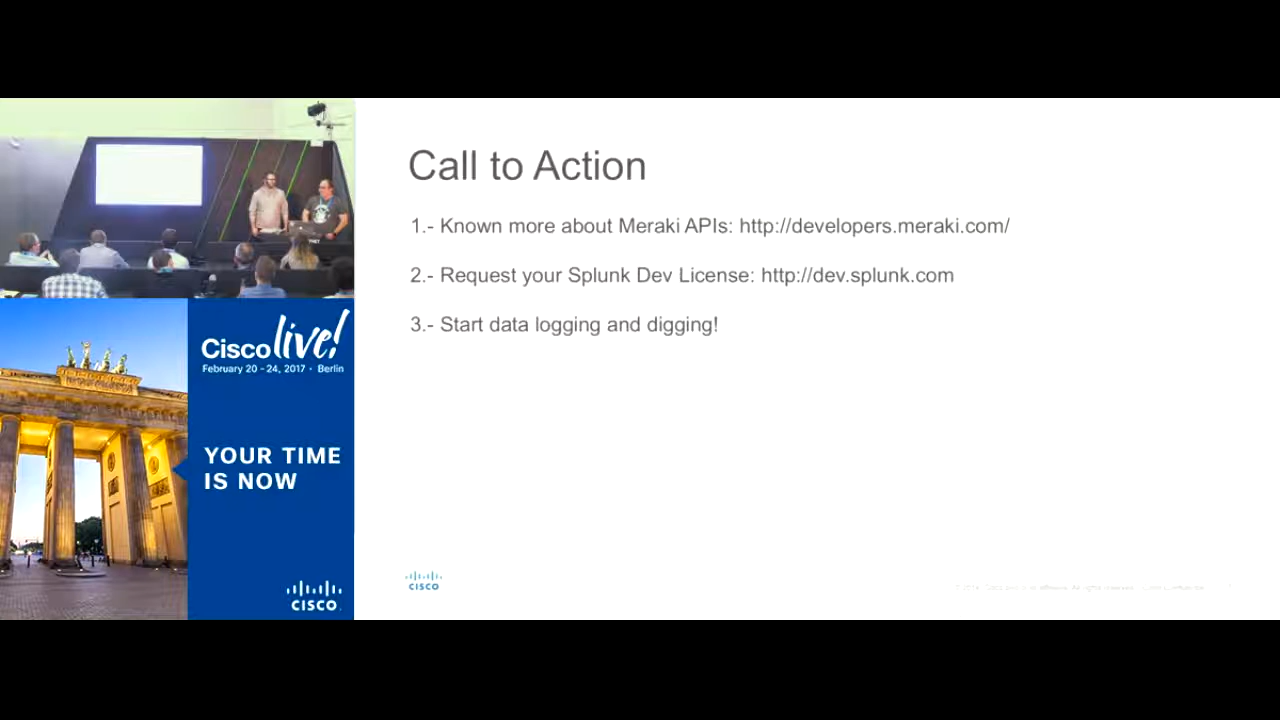 Call to Action
1.- Known more about Meraki APIs: http://developers.meraki.com/
2.- Request your Splunk Dev License: http://dev.splunk.com
3.- Start data logging and digging!
Cisco live!
February 20 - 24, 2017 · Berlin
YOUR TIME
IS NOW
CISCO
CISCO